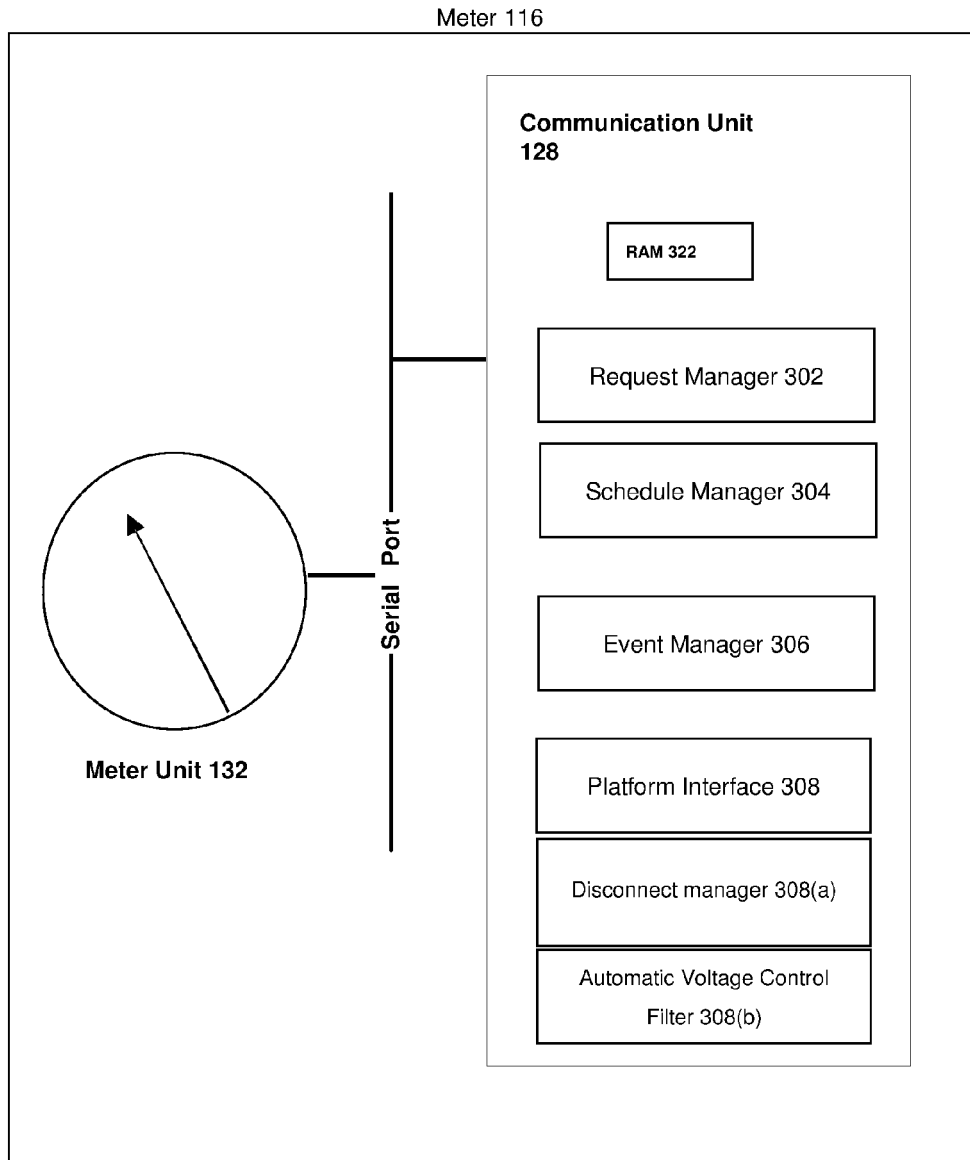 Meter 116
Communication Unit
128
RAM 322
Request Manager 302
Schedule Manager 304
Serial Port
Event Manager 306
Meter Unit 132
Platform Interface 308
Disconnect manager 308(a)
Automatic Voltage Control
Filter 308(b)